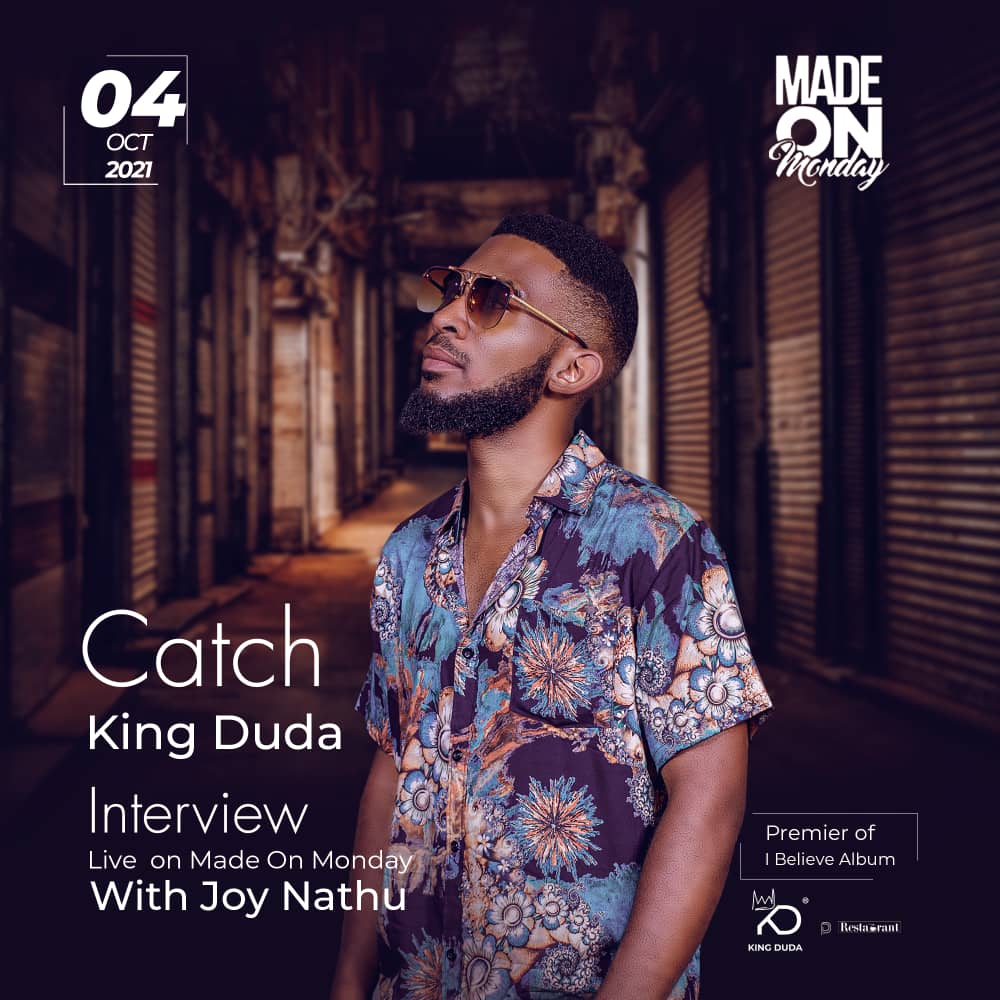 04
OCT
2021
MADE
ON
Monday
Catch
King Duda
Interview
Live on Made On Monday
With Joy Nathu
Premier of
I Believe Album
KD
®
KING DUDA
P Restaurant